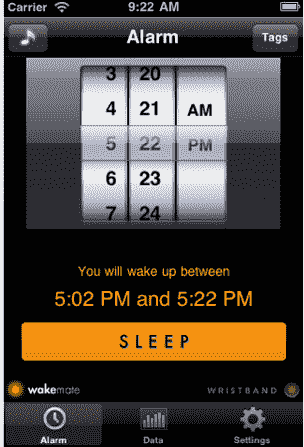 Carrier 9:22 AM
Alarm Tags
3 20
4 21 AM
5 22 PM
6 23
7 24
You will wake up between
5:02 PM and 5:22 PM
SLEEP
wakemate WRISTBAND
Alarm Data Settings